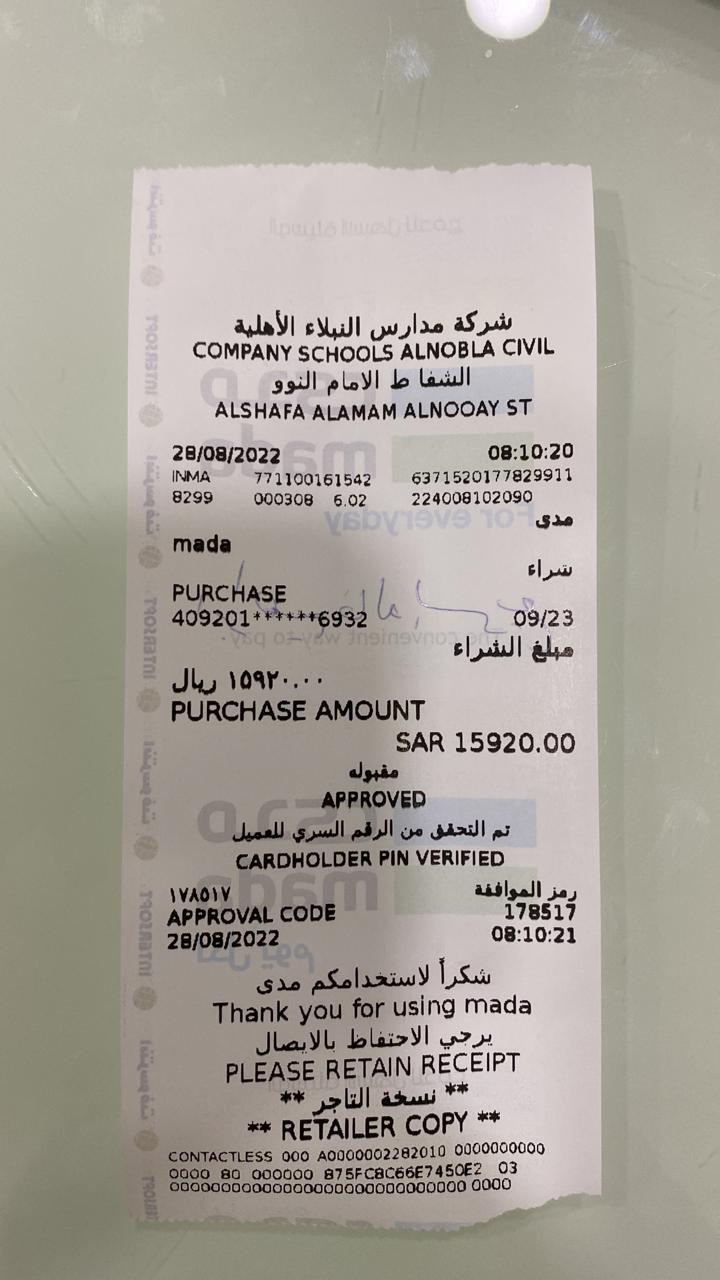 شركة مدارس النبلاء الأهلية
COMPANY SCHOOLS ALNOBLA CIVIL
الشفا ط الامام النوو
ALSHAFA ALAMAM ALNOOAY ST
28/08/2022 08:10:20
INMA 771100161542 6371520177829911
8299 000308 6.02 224008102090
مدى
mada
شراء
PURCHASE
409201******6932 09/23
مبلغ الشراء
١٥٩٢٠.٠٠ ريال
PURCHASE AMOUNT
SAR 15920.00
مقبوله
APPROVED
تم التحقق من الرقم السري للعميل
CARDHOLDER PIN VERIFIED
رمز الموافقة ١٧٨٥١٧
APPROVAL CODE 178517
28/08/2022 08:10:21
شكراً لاستخدامكم مدى
Thank you for using mada
يرجي الاحتفاظ بالايصال
PLEASE RETAIN RECEIPT
** نسخة التاجر **
** RETAILER COPY **
CONTACTLESS 000 A0000002282010 0000000000
0000 80 000000 875FC8C66E7450E2 03
0000000000000000000000000000000 0000